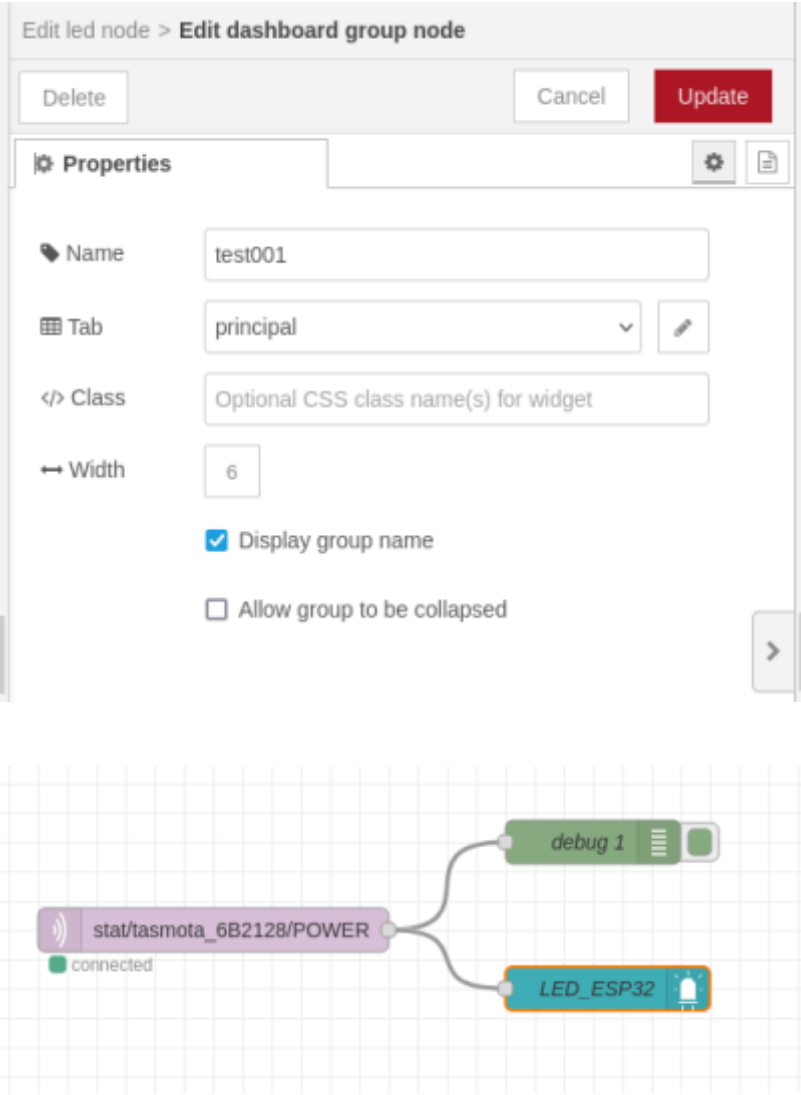 Edit led node > Edit dashboard group node
Delete
Cancel
Update
Properties
Name
test001
Tab
principal
</> Class
Optional CSS class name(s) for widget
Width
6
Display group name
Allow group to be collapsed
debug 1
stat/tasmota_6B2128/POWER
connected
LED_ESP32